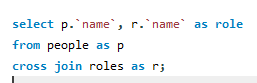 select p.`name`, r.`name` as role
from people as p
cross join roles as r;